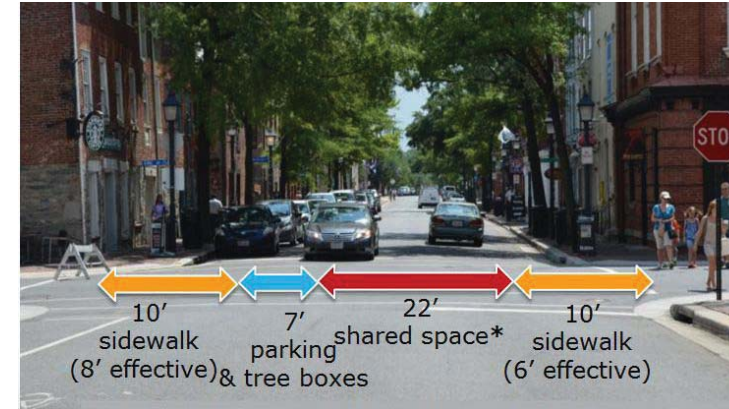 STO
10’
sidewalk
(8’ effective)
7’
parking
& tree boxes
22’
shared space*
10’
sidewalk
(6’ effective)